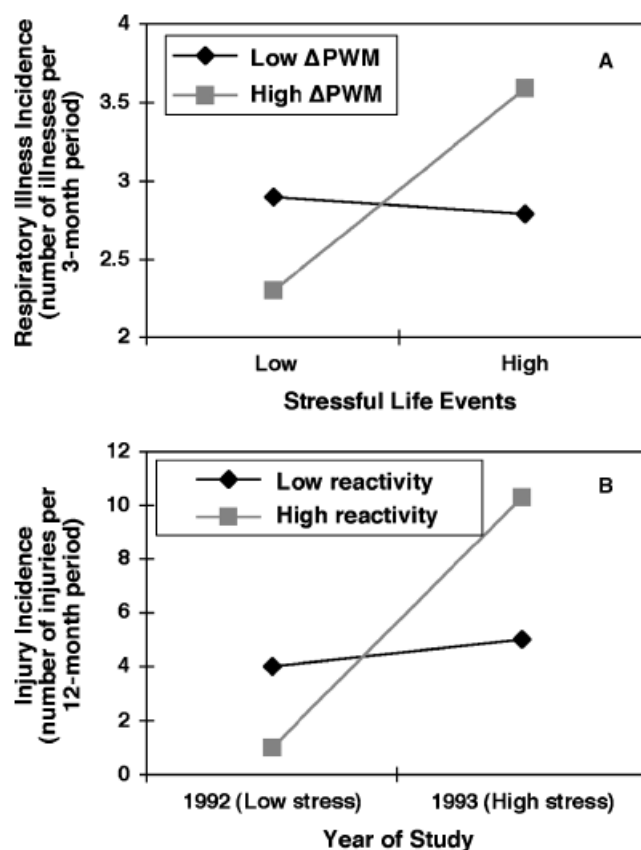 4
Low ΔPWM
A
High ΔPWM
3.5
3
2.5
2
Respiratory Illness Incidence
(number of illnesses per
3-month period)
Low
High
Stressful Life Events
12
Low reactivity
B
High reactivity
10
8
6
4
2
0
Injury Incidence
(number of injuries per
12-month period)
1992 (Low stress)
1993 (High stress)
Year of Study